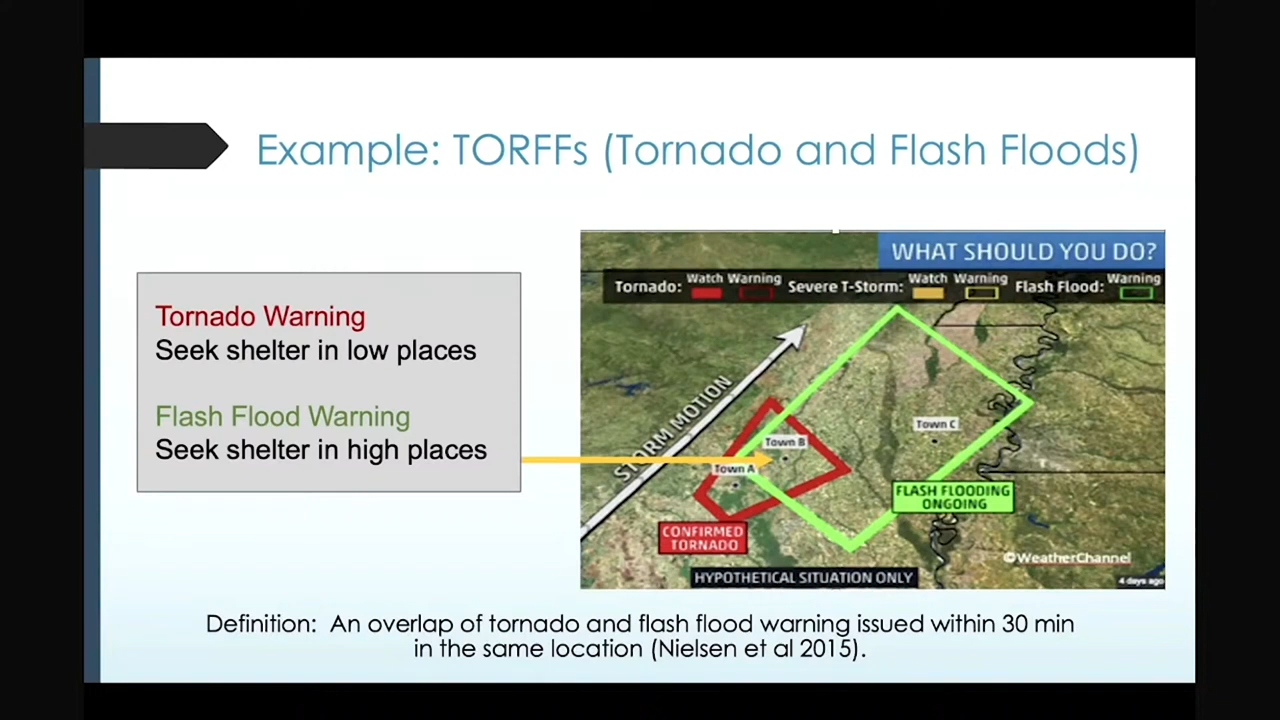 Example: TORFFs (Tornado and Flash Floods)
Tornado Warning
Seek shelter in low places
Flash Flood Warning
Seek shelter in high places
WHAT SHOULD YOU DO?
Tornado: Watch Warning Severe T-Storm: Watch Warning Flash Flood: Warning
STORM MOTION
Town C
Town B
Town A
FLASH FLOODING
ONGOING
CONFIRMED
TORNADO
©WeatherChannel
HYPOTHETICAL SITUATION ONLY
4 days ago
Definition: An overlap of tornado and flash flood warning issued within 30 min
in the same location (Nielsen et al 2015).